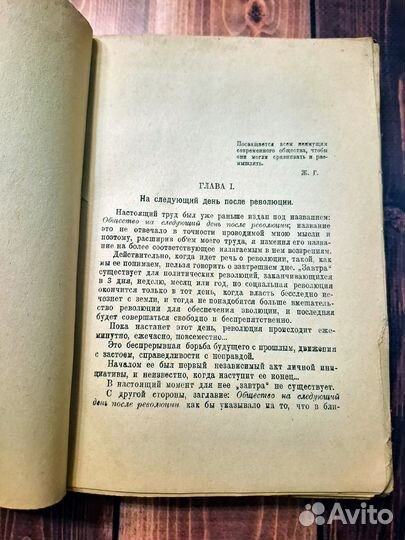 Посвящается всем неимущим
современного общества, чтобы
они могли сравнивать и раз-
мышлять.
Ж. Г.
ГЛАВА I.
На следующий день после революции.
Настоящий труд был уже раньше издан под названием:
Общество на следующий день после революции; название
это не отвечало в точности проводимой мною мысли и
поэтому, расширив об'ем моего труда, я изменил его название
на более соответствующее излагаемым в нем воззрениям.
Действительно, когда идет речь о революции, такой, как
мы ее понимаем, нельзя говорить о завтрашнем дне. „Завтра“
существует для политических революций, заканчивающихся
в 3 дня, неделю, месяц или год, но социальная революция
окончится только в тот день, когда власть бесследно ис-
чезнет с земли, и тогда не понадобится больше вмешатель-
ство революции для обеспечения эволюции, и последняя
будет совершаться свободно и беспрепятственно.
Пока настанет этот день, революция происходит еже-
минутно, ежечасно, повсеместно...
Это беспрерывная борьба будущего с прошлым, движения
с застоем, справедливости с неправдой.
Началом ее был первый независимый акт личной ини-
циативы, и неизвестно, когда наступит ее конец...
В настоящий момент для нее „завтра“ не существует.
С другой стороны, заглавие: Общество на следующий
день после революции, как бы указывало на то, что в бли-
Avito